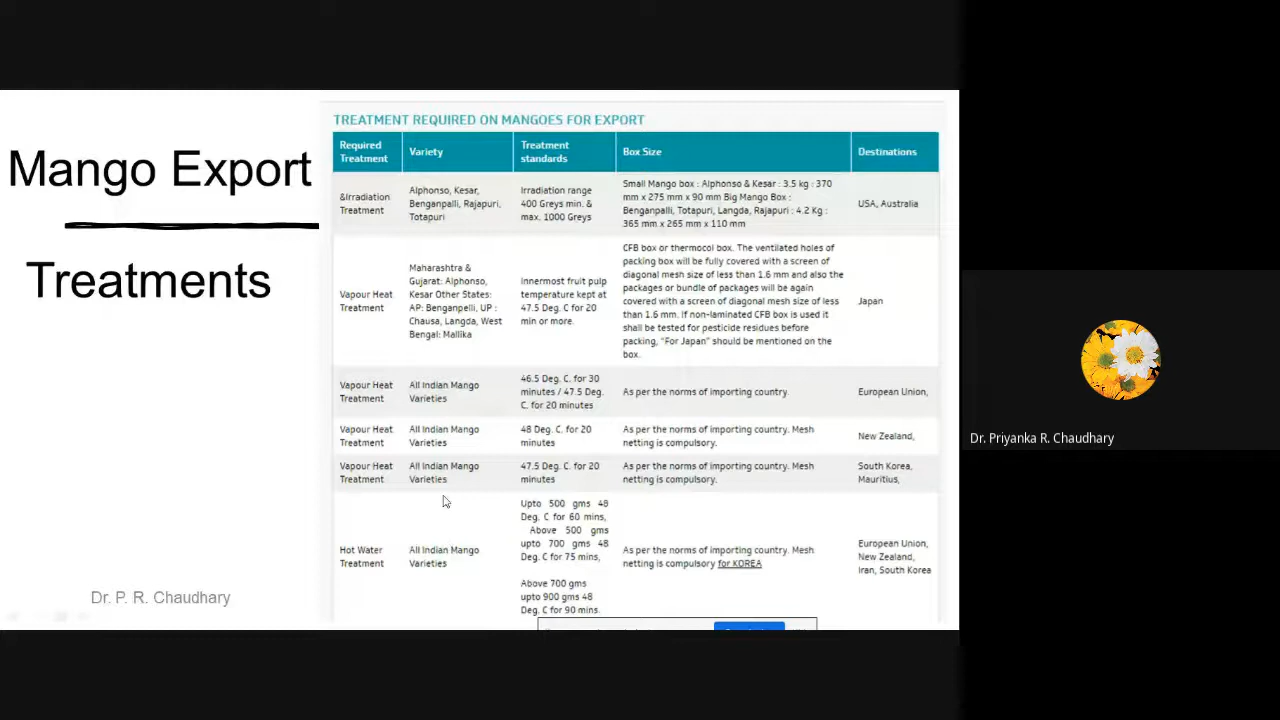 Mango Export
Treatments
Dr. P. R. Chaudhary
TREATMENT REQUIRED ON MANGOES FOR EXPORT
Required
Treatment
Variety
Treatment
standards
Box Size
Destinations
&Irradiation
Treatment
Alphonso, Kesar,
Benganpalli, Rajapuri,
Totapuri
Irradiation range
400 Greys min. &
max. 1000 Greys
Small Mango box : Alphonso & Kesar : 3.5 kg : 370
mm x 275 mm x 90 mm Big Mango Box :
Benganpalli, Totapuri, Langda, Rajapuri : 4.2 Kg :
365 mm x 265 mm x 110 mm
USA, Australia
Vapour Heat
Treatment
Maharashtra &
Gujarat: Alphonso,
Kesar Other States:
AP: Benganpelli, UP :
Chausa, Langda, West
Bengal: Mallika
Innermost fruit pulp
temperature kept at
47.5 Deg. C for 20
min or more.
CFB box or thermocol box. The ventilated holes of
packing box will be fully covered with a screen of
diagonal mesh size of less than 1.6 mm and also the
packages or bundle of packages will be again
covered with a screen of diagonal mesh size of less
than 1.6 mm. If non-laminated CFB box is used it
shall be tested for pesticide residues before
packing, "For Japan" should be mentioned on the
box.
Japan
Vapour Heat
Treatment
All Indian Mango
Varieties
46.5 Deg. C. for 30
minutes / 47.5 Deg.
C. for 20 minutes
As per the norms of importing country.
European Union,
Vapour Heat
Treatment
All Indian Mango
Varieties
48 Deg. C. for 20
minutes
As per the norms of importing country. Mesh
netting is compulsory.
New Zealand,
Vapour Heat
Treatment
All Indian Mango
Varieties
47.5 Deg. C. for 20
minutes
As per the norms of importing country. Mesh
netting is compulsory.
South Korea,
Mauritius,
Hot Water
Treatment
All Indian Mango
Varieties
Upto 500 gms 48
Deg. C for 60 mins,
Above 500 gms
upto 700 gms 48
Deg. C for 75 mins,
Above 700 gms
upto 900 gms 48
Deg. C for 90 mins.
As per the norms of importing country. Mesh
netting is compulsory for KOREA
European Union,
New Zealand,
Iran, South Korea
Dr. Priyanka R. Chaudhary